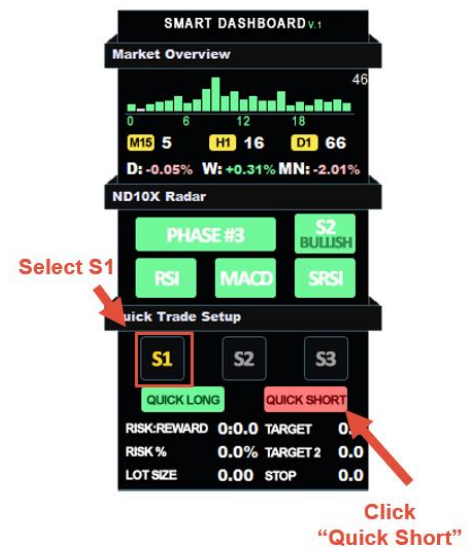 SMART DASHBOARD V.1
Market Overview
46
0 6 12 18
M15 5 H1 16 D1 66
D: -0.05% W: +0.31% MN: -2.01%
ND10X Radar
PHASE #3 S2
BULLISH
RSI MACD SRSI
Select S1
uick Trade Setup
S1 S2 S3
QUICK LONG QUICK SHORT
RISK:REWARD 0:0.0 TARGET 0.
RISK % 0.0% TARGET 2 0.0
LOT SIZE 0.00 STOP 0.0
Click
“Quick Short”